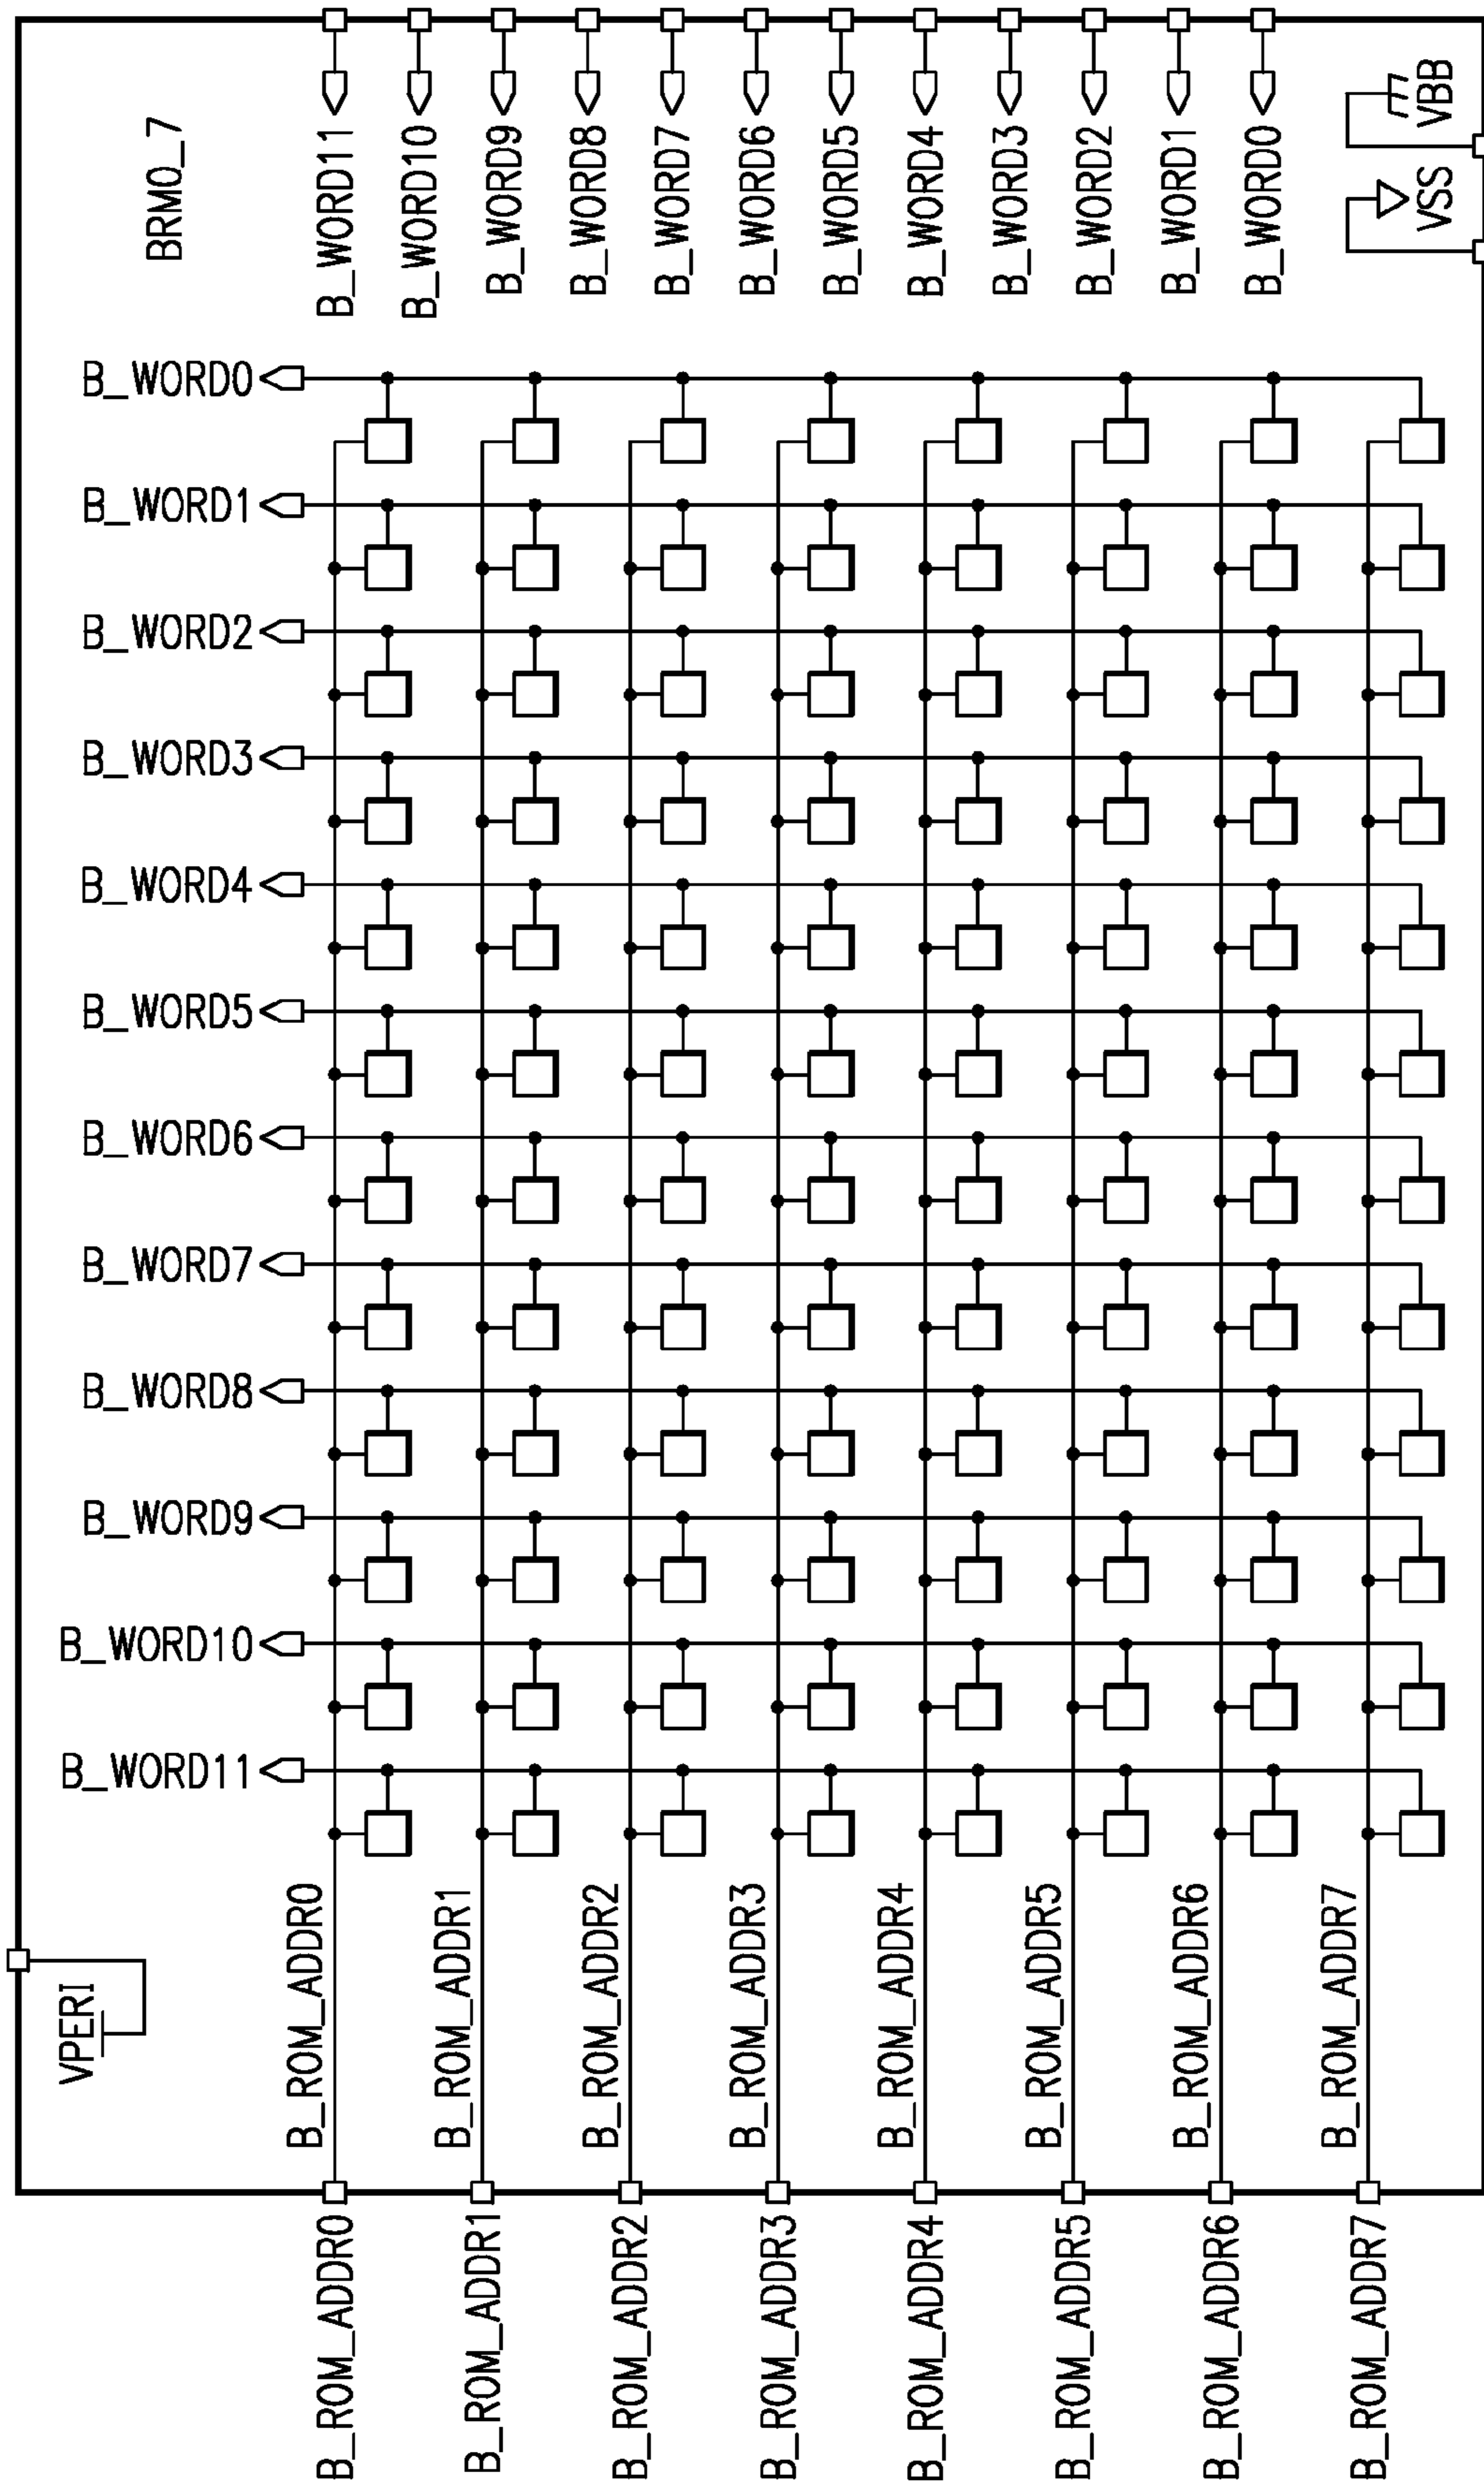 BRM0_7
B_WORD11
B_WORD10
B_WORD9
B_WORD8
B_WORD7
B_WORD6
B_WORD5
B_WORD4
B_WORD3
B_WORD2
B_WORD1
B_WORD0
VBB
VSS
B_WORD0
B_WORD1
B_WORD2
B_WORD3
B_WORD4
B_WORD5
B_WORD6
B_WORD7
B_WORD8
B_WORD9
B_WORD10
B_WORD11
VPERI
B_ROM_ADDR0
B_ROM_ADDR1
B_ROM_ADDR2
B_ROM_ADDR3
B_ROM_ADDR4
B_ROM_ADDR5
B_ROM_ADDR6
B_ROM_ADDR7
B_ROM_ADDR0
B_ROM_ADDR1
B_ROM_ADDR2
B_ROM_ADDR3
B_ROM_ADDR4
B_ROM_ADDR5
B_ROM_ADDR6
B_ROM_ADDR7